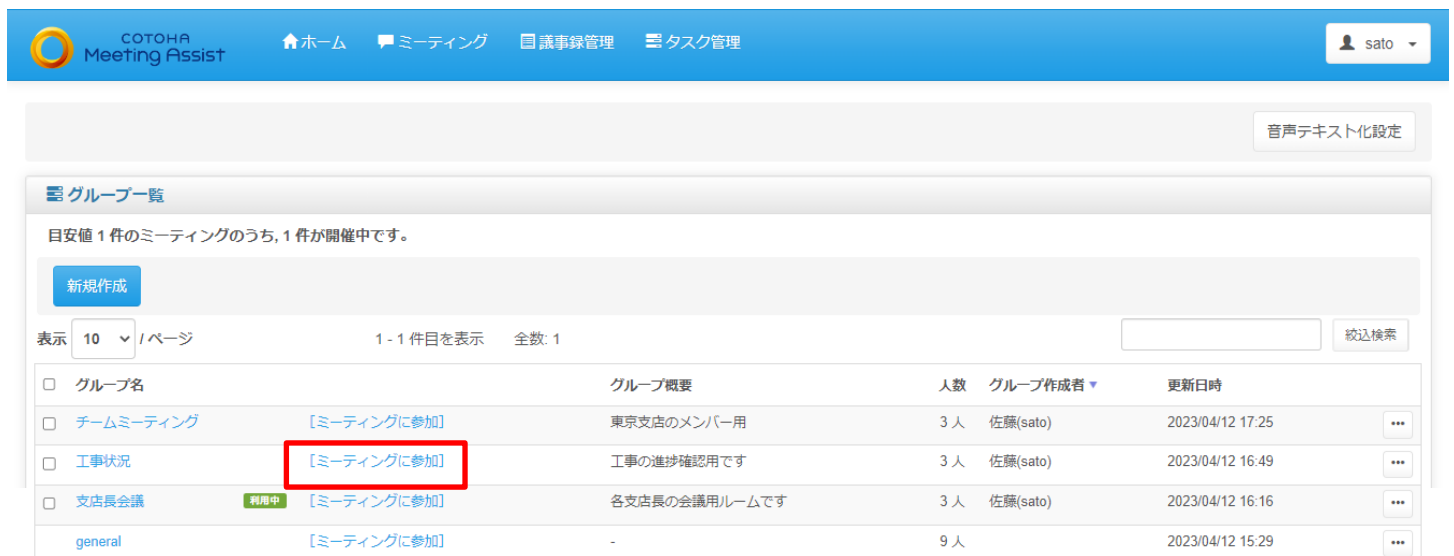 COTOHA
Meeting Assist
ホーム ミーティング 議事録管理 タスク管理 sato
音声テキスト化設定
グループ一覧
目安値 1 件のミーティングのうち, 1 件が開催中です。
新規作成
表示 10 / ページ 1 - 1 件目を表示 全数: 1 絞込検索
グループ名 グループ概要 人数 グループ作成者▼ 更新日時
チームミーティング [ミーティングに参加] 東京支店のメンバー用 3 人 佐藤(sato) 2023/04/12 17:25 •••
工事状況 [ミーティングに参加] 工事の進捗確認用です 3 人 佐藤(sato) 2023/04/12 16:49 •••
支店長会議 利用中 [ミーティングに参加] 各支店長の会議用ルームです 3 人 佐藤(sato) 2023/04/12 16:16 •••
general [ミーティングに参加] - 9 人 2023/04/12 15:29 •••